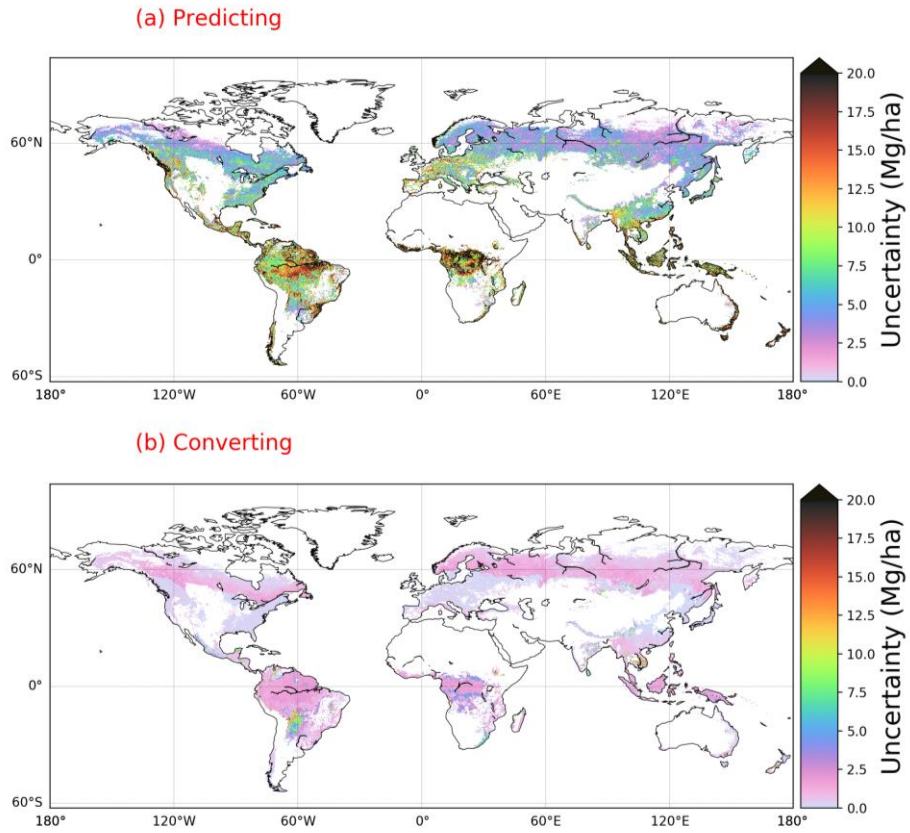 (a) Predicting
60°N
0°
60°S
180°
120°W
60°W
0°
60°E
120°E
180°
20.0
17.5
15.0
12.5
10.0
7.5
5.0
2.5
0.0
Uncertainty (Mg/ha)
(b) Converting
60°N
0°
60°S
180°
120°W
60°W
0°
60°E
120°E
180°
20.0
17.5
15.0
12.5
10.0
7.5
5.0
2.5
0.0
Uncertainty (Mg/ha)